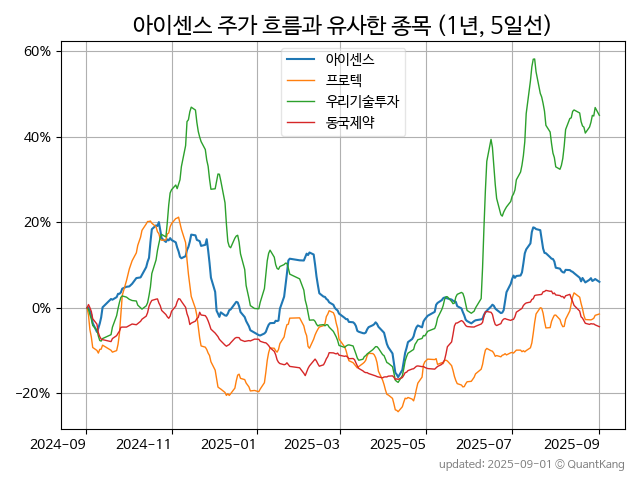 아이센스 주가 흐름과 유사한 종목 (1년, 5일선)
아이센스
프로텍
우리기술투자
동국제약
60%
40%
20%
0%
−20%
2024-09
2024-11
2025-01
2025-03
2025-05
2025-07
2025-09
updated: 2025-09-01 © QuantKang